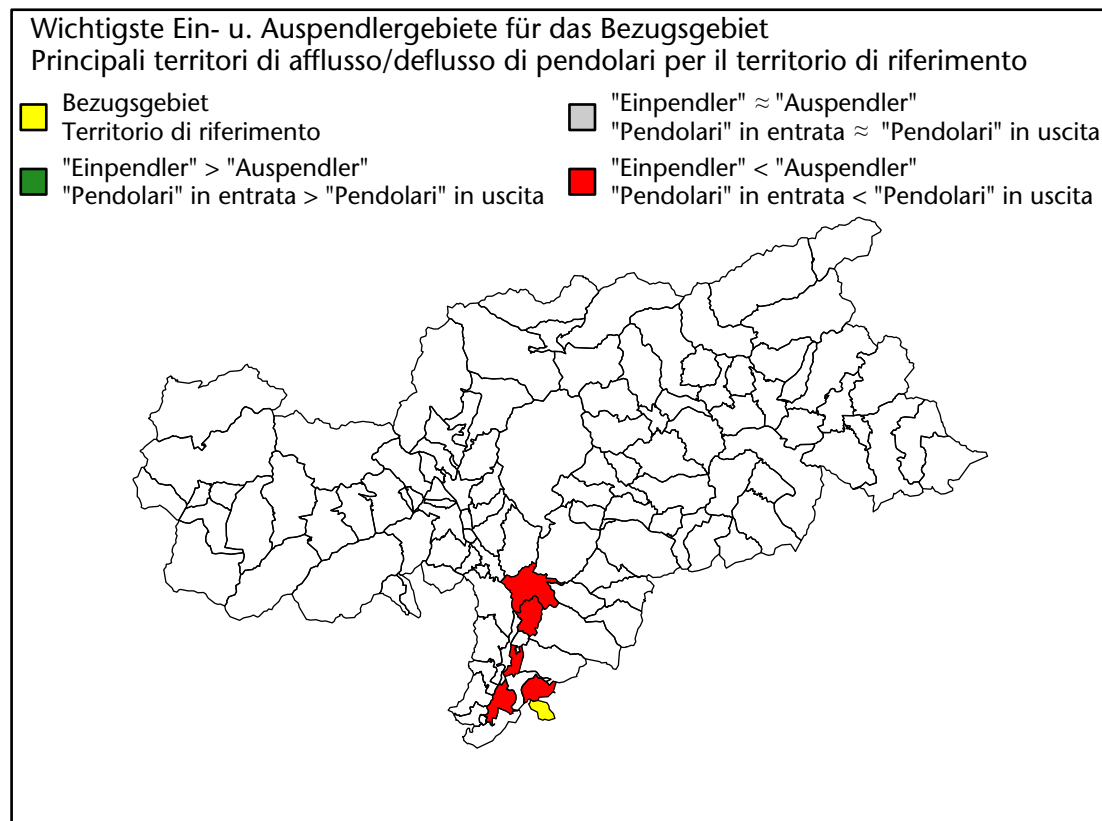 Wichtigste Ein- u. Auspendlergebiete für das Bezugsgebiet
Principali territori di afflusso/deflusso di pendolari per il territorio di riferimento
Bezugsgebiet
Territorio di riferimento
"Einpendler" > "Auspendler"
"Pendolari" in entrata > "Pendolari" in uscita
"Einpendler" ≈ "Auspendler"
"Pendolari" in entrata ≈ "Pendolari" in uscita
"Einpendler" < "Auspendler"
"Pendolari" in entrata < "Pendolari" in uscita